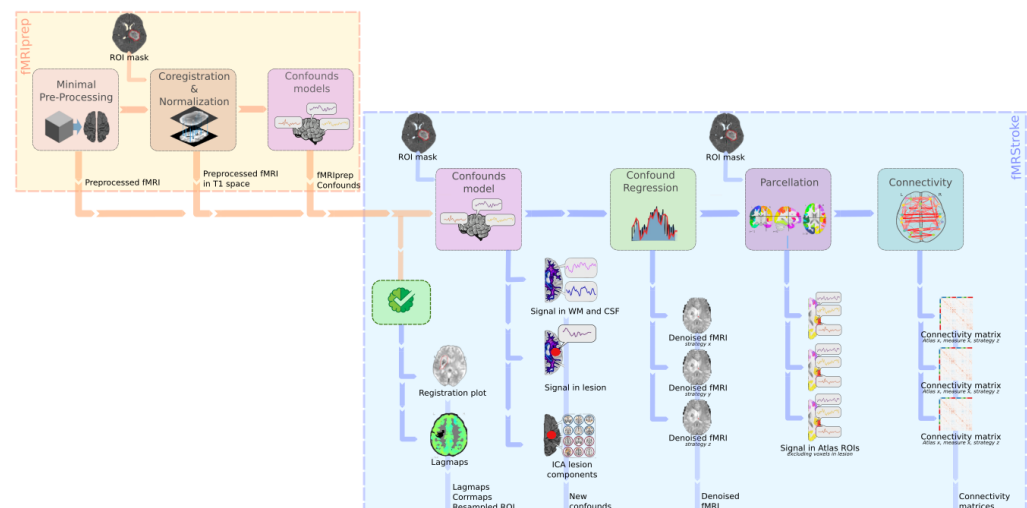 fMRIprep
ROI mask
Minimal
Pre-Processing
Coregistration
&
Normalization
Confounds
models
Preprocessed fMRI
Preprocessed fMRI
in T1 space
fMRIprep
Confounds
fMRStroke
ROI mask
ROI mask
Confounds
model
Confound
Regression
Parcellation
Connectivity
L
R
Signal in WM and CSF
Signal in lesion
ICA lesion
components
Registration plot
Lagmaps
Denoised fMRI
strategy x
Denoised fMRI
strategy y
Denoised fMRI
strategy z
Signal in Atlas ROIs
excluding voxels in lesion
Connectivity matrix
Atlas x, measure x, strategy z
Connectivity matrix
Atlas x, measure x, strategy z
Connectivity matrix
Atlas x, measure x, strategy z
Lagmaps
Corrmaps
Resampled ROI
New
confounds
Denoised
fMRI
Connectivity
matrices